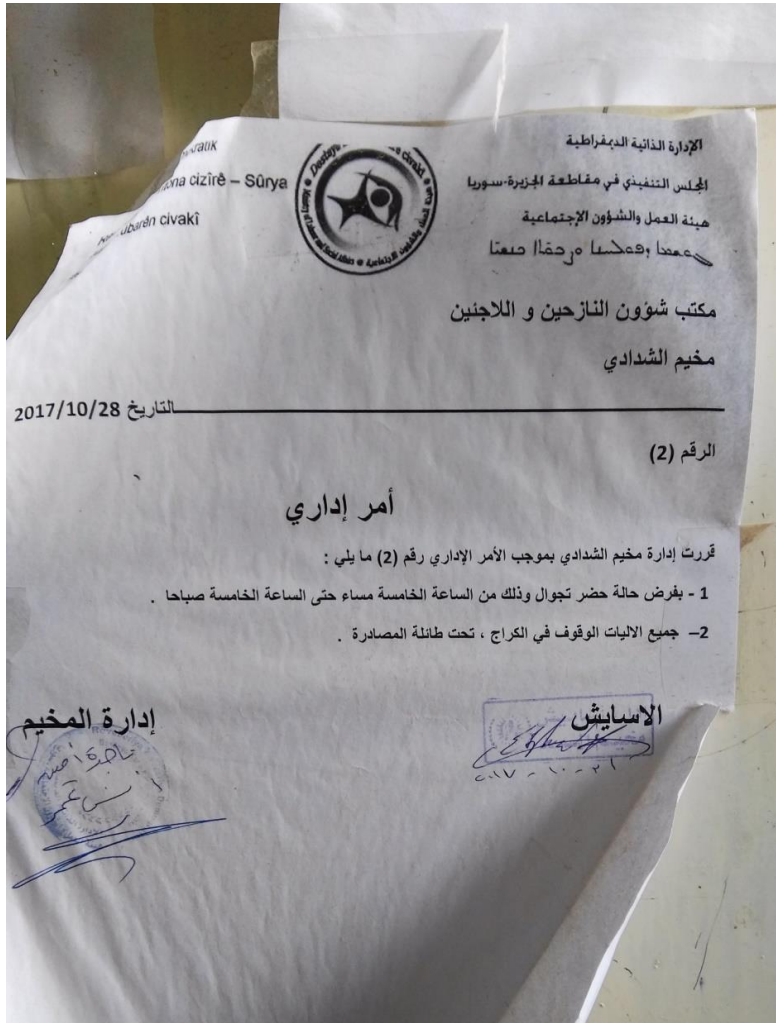 الإدارة الذاتية الديمقراطية
المجلس التنفيذي في مقاطعة الجزيرة-سوريا
هيئة العمل والشؤون الإجتماعية
cizîrê – Sûrya
civakî
مكتب شؤون النازحين و اللاجئين
مخيم الشدادي
التاريخ 2017/10/28
الرقم (2)
أمر إداري
قررت إدارة مخيم الشدادي بموجب الأمر الإداري رقم (2) ما يلي :
1 - بفرض حالة حضر تجوال وذلك من الساعة الخامسة مساء حتى الساعة الخامسة صباحا .
2– جميع الاليات الوقوف في الكراج ، تحت طائلة المصادرة .
الاسايش
إدارة المخيم